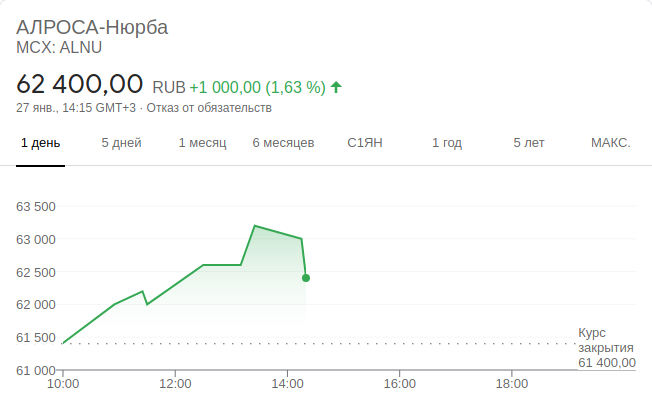 АЛРОСА-Нюрба
MCX: ALNU
62 400,00 RUB +1 000,00 (1,63 %)
27 янв., 14:15 GMT+3 · Отказ от обязательств
1 день 5 дней 1 месяц 6 месяцев С1ЯН 1 год 5 лет МАКС.
63 500
63 000
62 500
62 000
61 500
61 000
Курс
закрытия
61 400,00
10:00 12:00 14:00 16:00 18:00